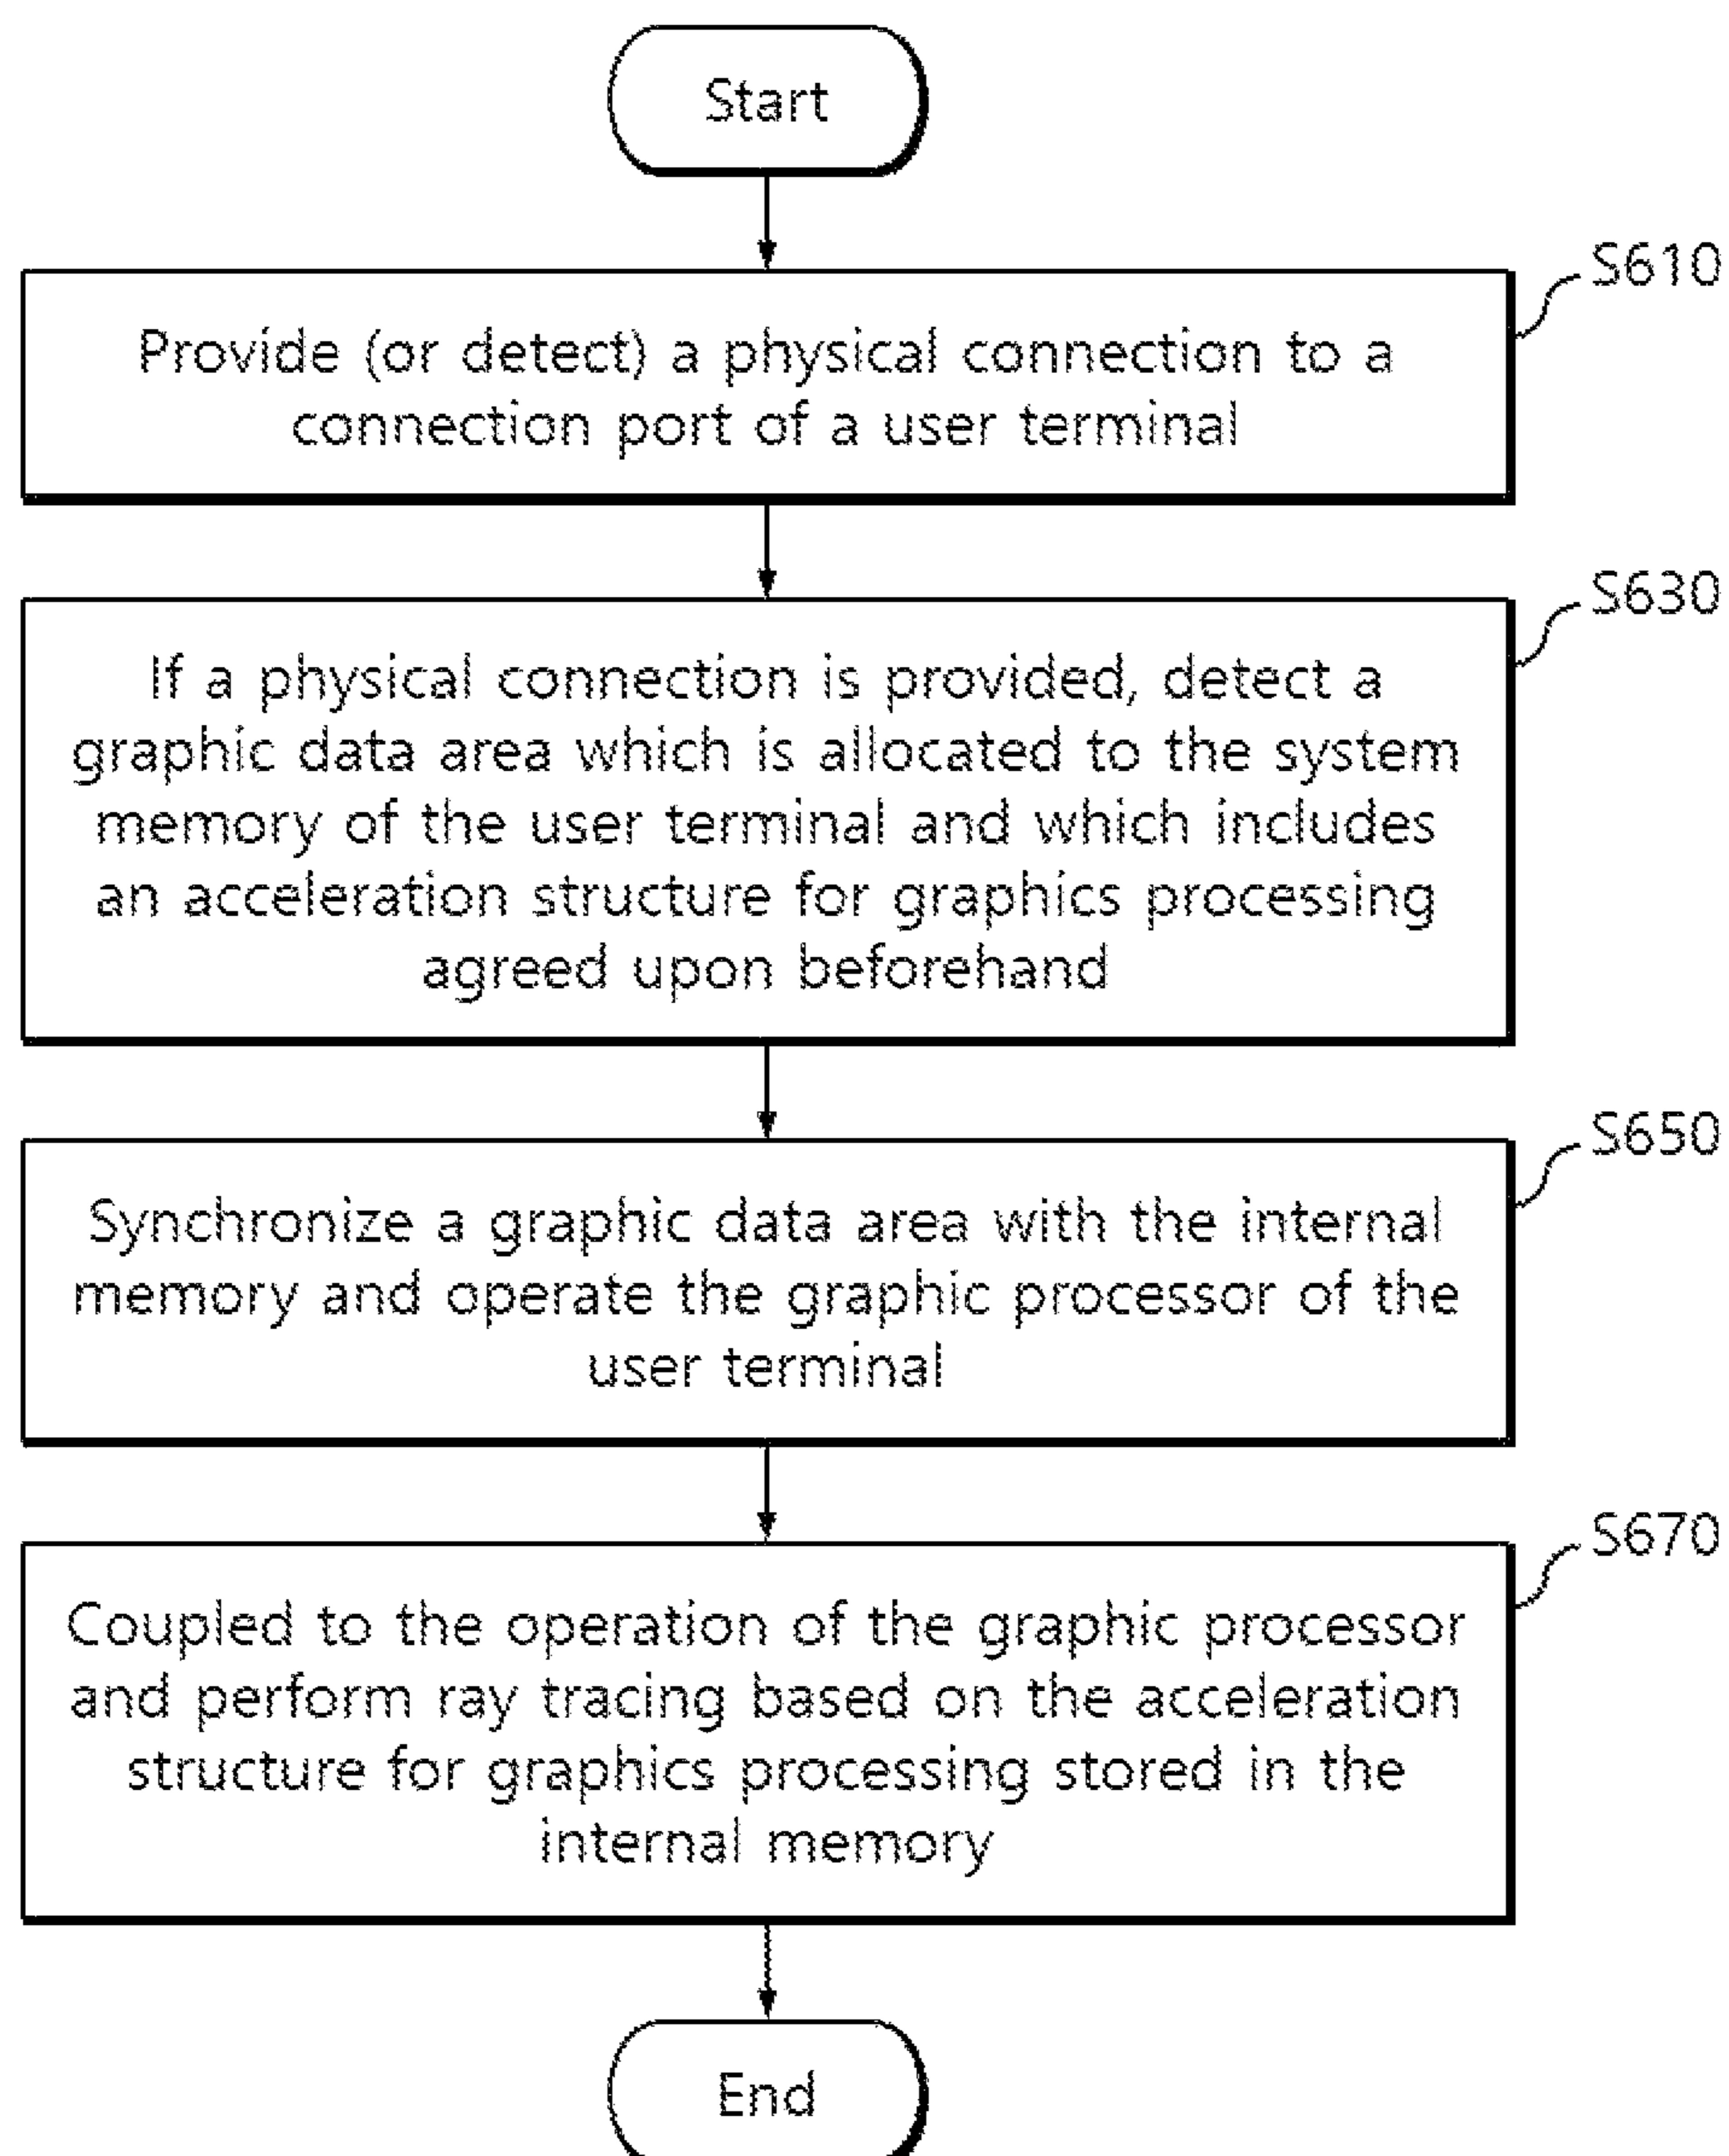 Start
S610
Provide (or detect) a physical connection to a
connection port of a user terminal
S630
If a physical connection is provided, detect a
graphic data area which is allocated to the system
memory of the user terminal and which includes
an acceleration structure for graphics processing
agreed upon beforehand
S650
Synchronize a graphic data area with the internal
memory and operate the graphic processor of the
user terminal
S670
Coupled to the operation of the graphic processor
and perform ray tracing based on the acceleration
structure for graphics processing stored in the
internal memory
End